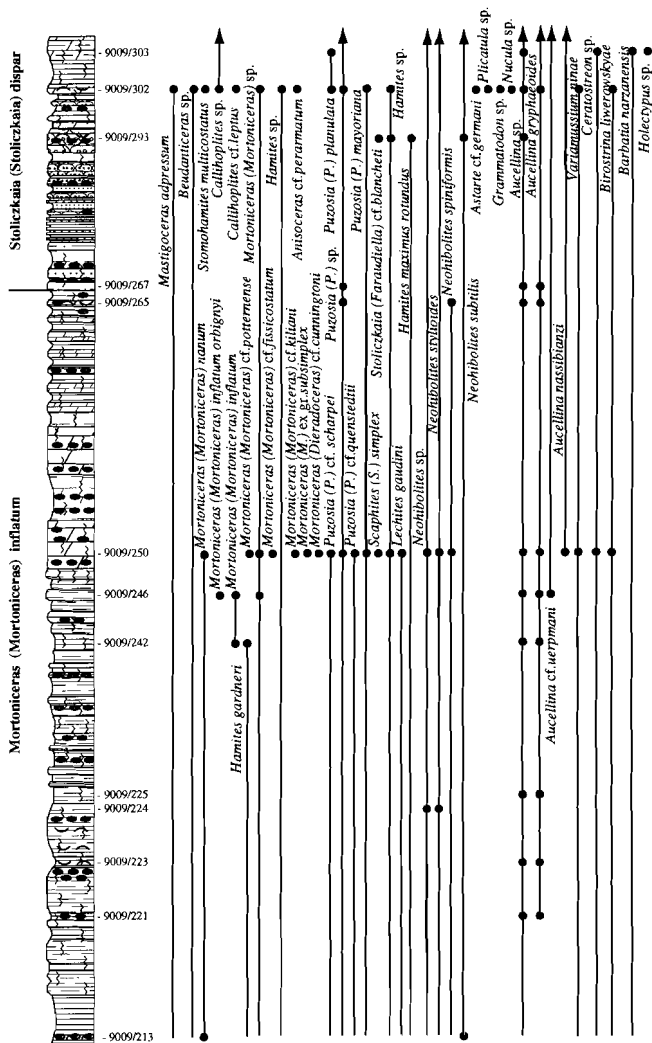 Stoliczkaia (Stoliczkaia) dispar
Mortoniceras (Mortoniceras) inflatum
- 9009/303
- 9009/302
- 9009/293
- 9009/267
- 9009/265
- 9009/250
- 9009/246
- 9009/242
- 9009/225
- 9009/224
- 9009/223
- 9009/221
- 9009/213
Mastigoceras adpressum
Beudanticeras sp.
Stomohamites multicostatus
Mortoniceras (Mortoniceras) nanum
Callihoplites sp.
Mortoniceras (Mortoniceras) inflatum orbignyi
Callihoplites cf.leptus
Mortoniceras (Mortoniceras) inflatum
Hamites gardneri
Mortoniceras (Mortoniceras) sp.
Mortoniceras (Mortoniceras) cf.potternense
Mortoniceras (Mortoniceras) cf.fissicostatum
Hamites sp.
Mortoniceras (Mortoniceras) cf.kiliani
Anisoceras cf.perarmatum
Mortoniceras (M.) ex gr.subsimplex
Mortoniceras (Dieradoceras) cf.cunningtoni
Puzosia (P.) planulata
Puzosia (P.) cf. scharpei
Puzosia (P.) sp.
Puzosia (P.) mayoriana
Puzosia (P.) cf.quenstedtii
Stoliczkaia (Faraudiella) cf.blancheti
Scaphites (S.) simplex
Hamites sp.
Lechites gaudini
Hamites maximus rotundus
Neohibolites sp.
Neohibolites stylioides
Neohibolites spiniformis
Neohibolites subtilis
Astarte cf.germani
Plicatula sp.
Grammatodon sp.
Nucula sp.
Aucellina sp.
Aucellina gryphaeoides
Aucellina cf.uerpmani
Aucellina nassibianzi
Variamussium ninae
Ceratostreon sp.
Birostrina liwerowskyae
Barbatia narzanensis
Holectypus sp.